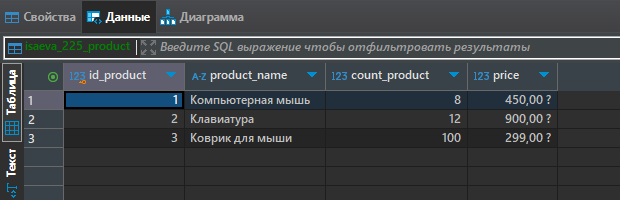 Свойства Данные Диаграмма
isaeva_225_product Введите SQL выражение чтобы отфильтровать результаты
Таблица
Текст
123 id_product A-Z product_name 123 count_product 123 price
1 1 Компьютерная мышь 8 450,00 ?
2 2 Клавиатура 12 900,00 ?
3 3 Коврик для мыши 100 299,00 ?